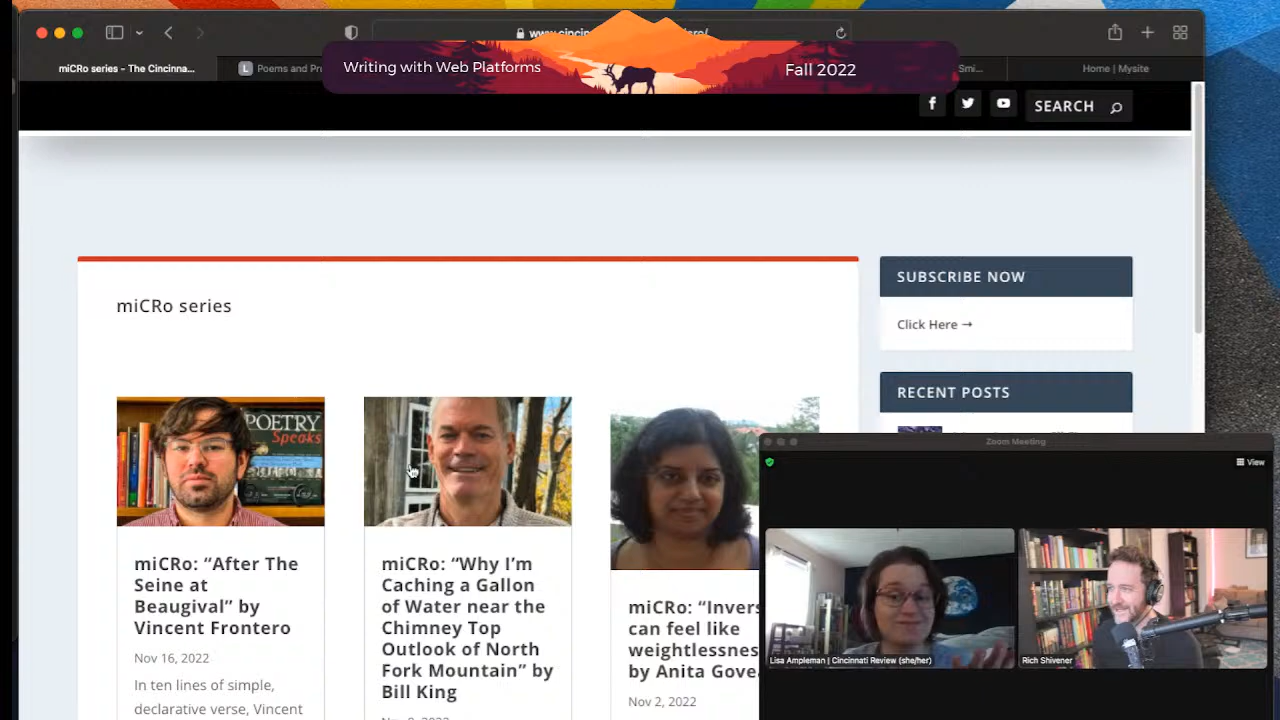 www.cincin
Writing with Web Platforms
Fall 2022
miCRo series – The Cincinna...
L Poems and Pr
Smi...
Home | Mysite
SEARCH
miCRo series
SUBSCRIBE NOW
Click Here →
RECENT POSTS
POETRY
Speaks
miCRo: “After The
Seine at
Beaugival” by
Vincent Frontero
Nov 16, 2022
In ten lines of simple,
declarative verse, Vincent
miCRo: “Why I’m
Caching a Gallon
of Water near the
Chimney Top
Outlook of North
Fork Mountain” by
Bill King
miCRo: “Invers
can feel like
weightlessnes
by Anita Gove
Nov 2, 2022
Zoom Meeting
View
Lisa Ampleman | Cincinnati Review (she/her)
Rich Shivener